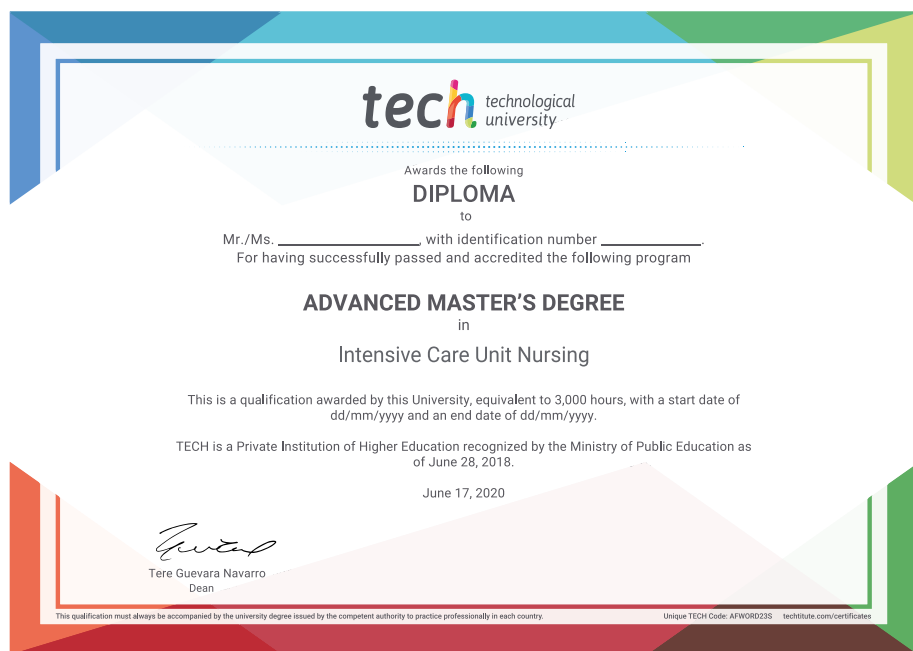 tech technological
university
Awards the following
DIPLOMA
to
Mr./Ms. ____________________, with identification number ______________.
For having successfully passed and accredited the following program
ADVANCED MASTER'S DEGREE
in
Intensive Care Unit Nursing
This is a qualification awarded by this University, equivalent to 3,000 hours, with a start date of
dd/mm/yyyy and an end date of dd/mm/yyyy.
TECH is a Private Institution of Higher Education recognized by the Ministry of Public Education as
of June 28, 2018.
June 17, 2020
Tere Guevara Navarro
Dean
This qualification must always be accompanied by the university degree issued by the competent authority to practice professionally in each country. Unique TECH Code: AFWORD23S techtitute.com/certificates